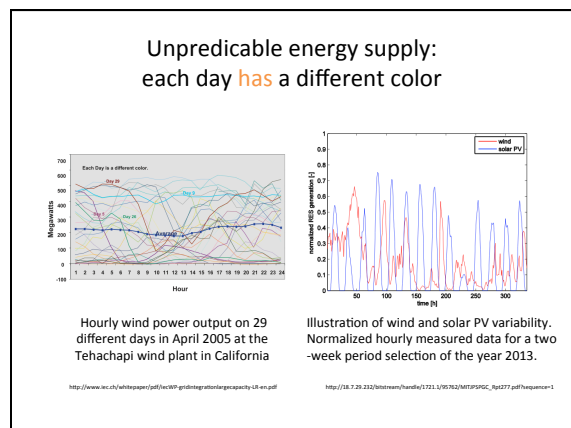 Unpredicable energy supply:
each day has a different color
700
600
500
400
300
200
100
0
-100
Megawatts
Each Day is a different color.
Day 29
Day 9
Day 5
Day 26
Average
1 2 3 4 5 6 7 8 9 10 11 12 13 14 15 16 17 18 19 20 21 22 23 24
Hour
1
0.9
0.8
0.7
0.6
0.5
0.4
0.3
0.2
0.1
0
normalized RES generation [-]
wind
solar PV
50 100 150 200 250 300
time [h]
Hourly wind power output on 29
different days in April 2005 at the
Tehachapi wind plant in California
Illustration of wind and solar PV variability.
Normalized hourly measured data for a two
-week period selection of the year 2013.
http://www.iec.ch/whitepaper/pdf/iecWP-gridintegrationlargecapacity-LR-en.pdf
http://18.7.29.232/bitstream/handle/1721.1/95762/MITJPSPGC_Rpt277.pdf?sequence=1